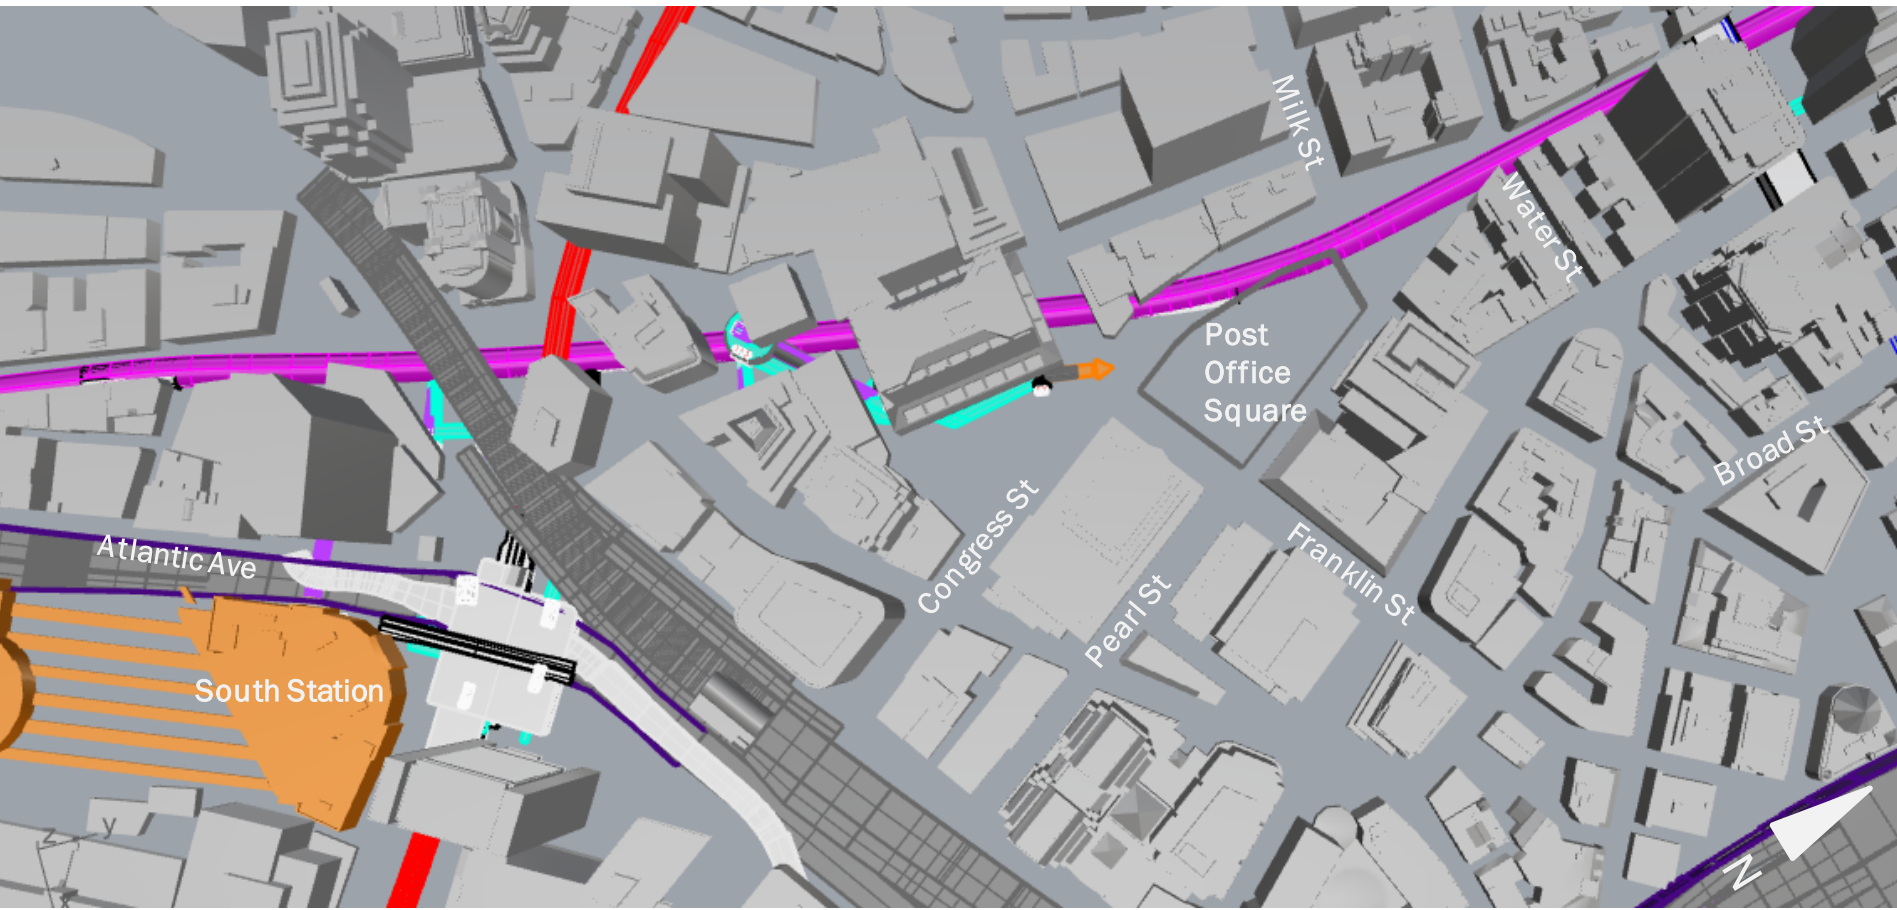 Milk St
Water St
Post
Office
Square
Broad St
Congress St
Franklin St
Atlantic Ave
Pearl St
South Station
z
y
N